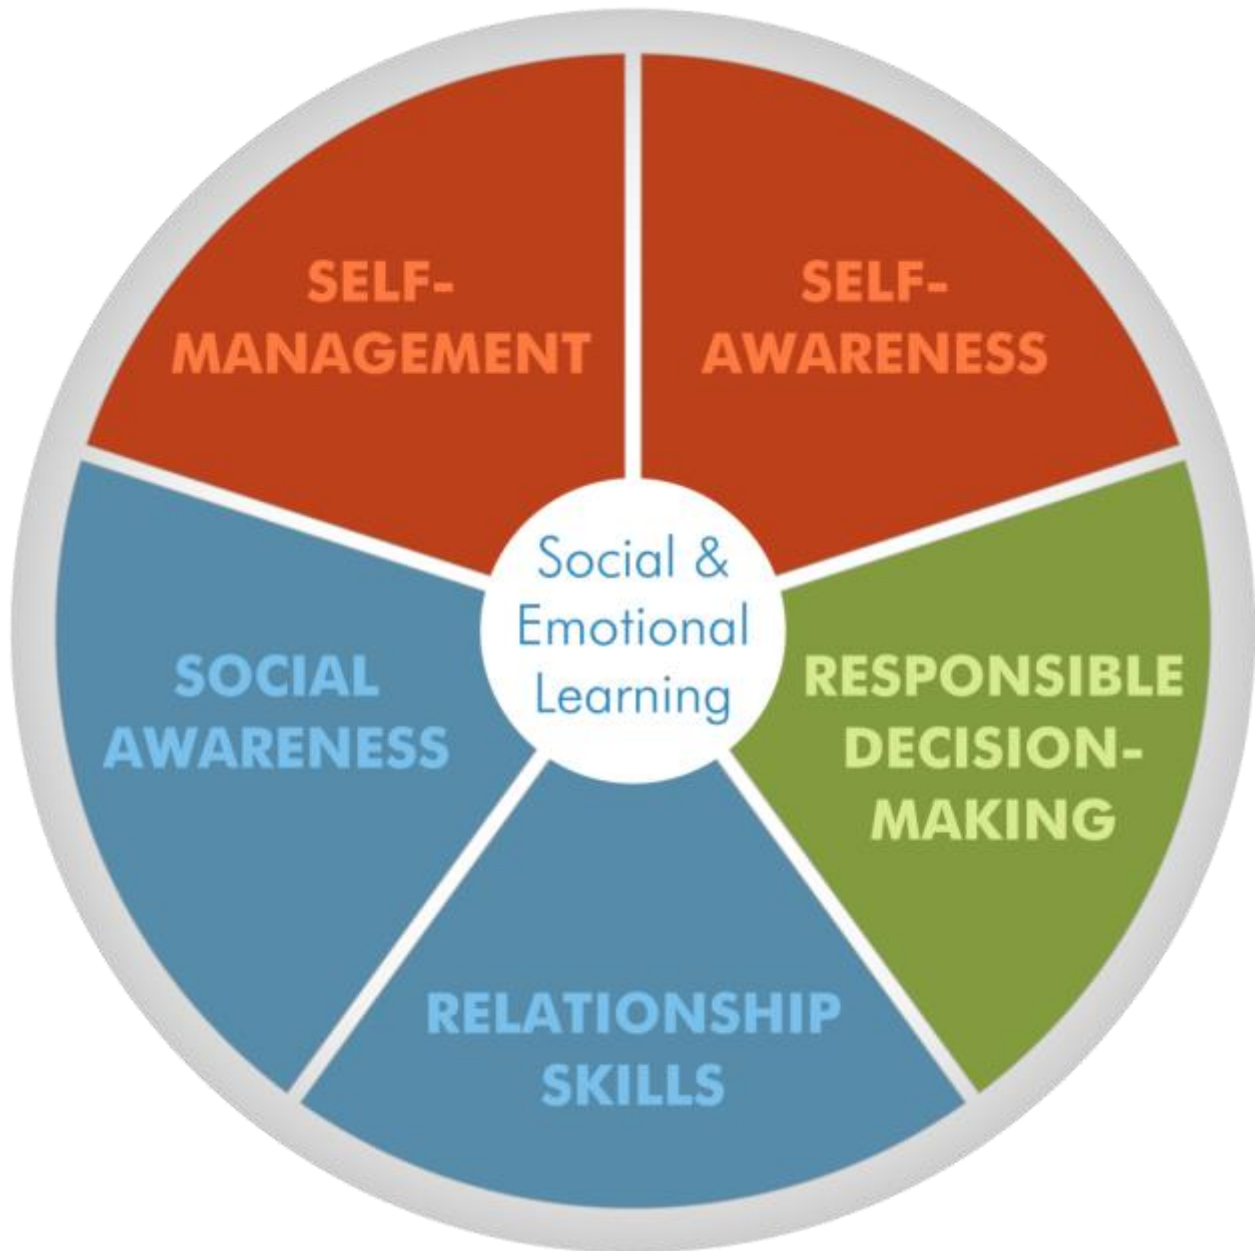 SELF-
MANAGEMENT
SELF-
AWARENESS
Social &
Emotional
Learning
SOCIAL
AWARENESS
RESPONSIBLE
DECISION-
MAKING
RELATIONSHIP
SKILLS